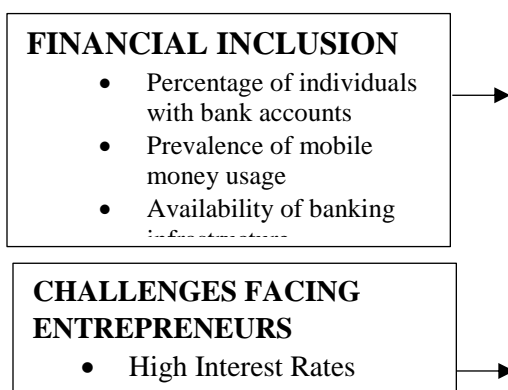 FINANCIAL INCLUSION
• Percentage of individuals
with bank accounts
• Prevalence of mobile
money usage
• Availability of banking
CHALLENGES FACING
ENTREPRENEURS
• High Interest Rates